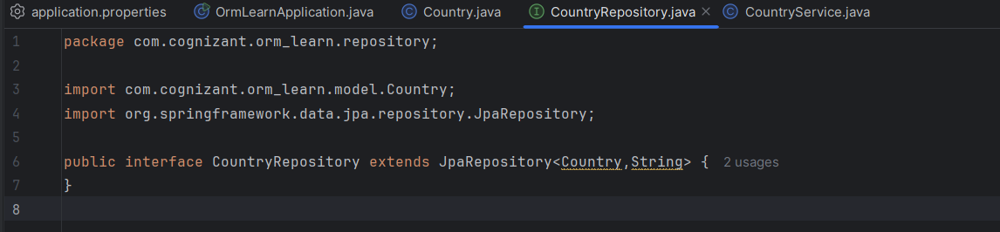 application.properties OrmLearnApplication.java Country.java CountryRepository.java CountryService.java
1 package com.cognizant.orm_learn.repository;
2
3 import com.cognizant.orm_learn.model.Country;
4 import org.springframework.data.jpa.repository.JpaRepository;
5
6 public interface CountryRepository extends JpaRepository<Country,String> { 2 usages
7 }
8